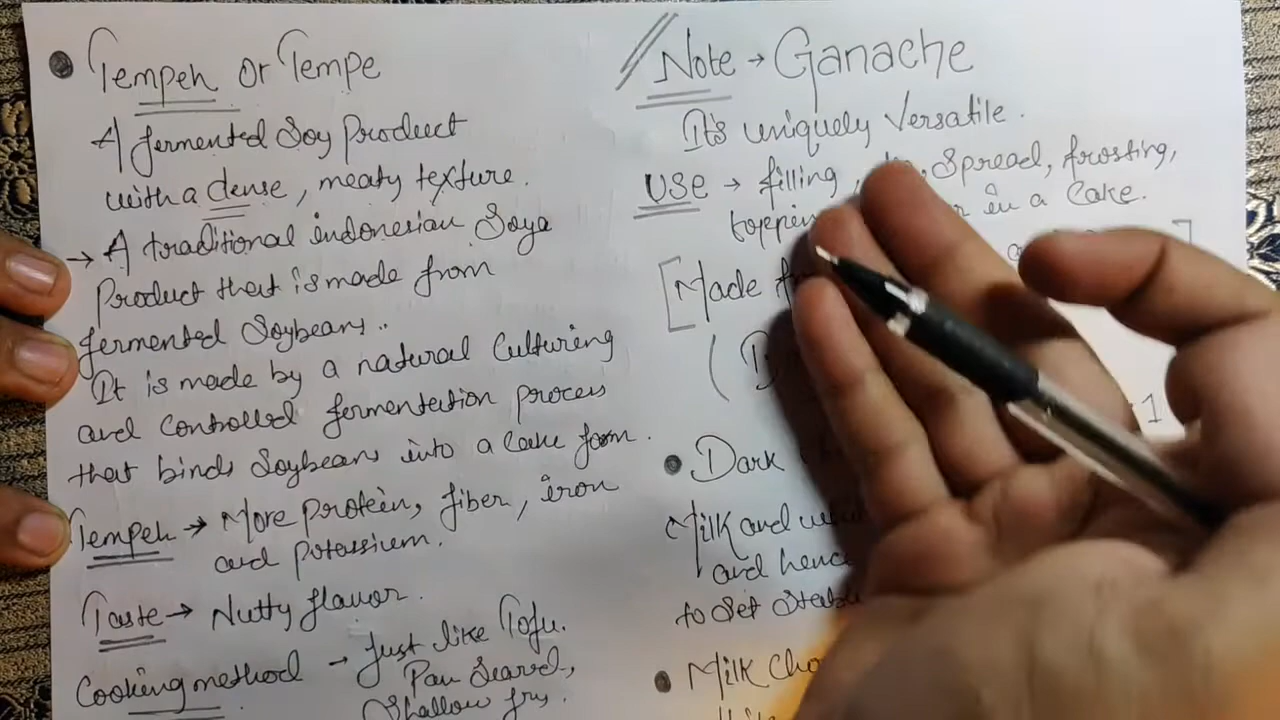 Tempeh or Tempe
A fermented Soy Product
with a dense, meaty texture.
→ A traditional indonesian Soya
Product that is made from
fermented Soybeans..
It is made by a natural Culturing
and controlled fermentation process
that binds Soybeans into a Cake form.
Tempeh → More protein, fiber, iron
and potassium.
Taste → Nutty flavor.
Cooking method → Just like Tofu.
Pan Seared,
Shallow fry.
Note → Ganache
It's uniquely Versatile.
USE → filling, Spread, frosting,
in a Cake.
[Made
Dark
Milk and
and hence
to Set
Milk